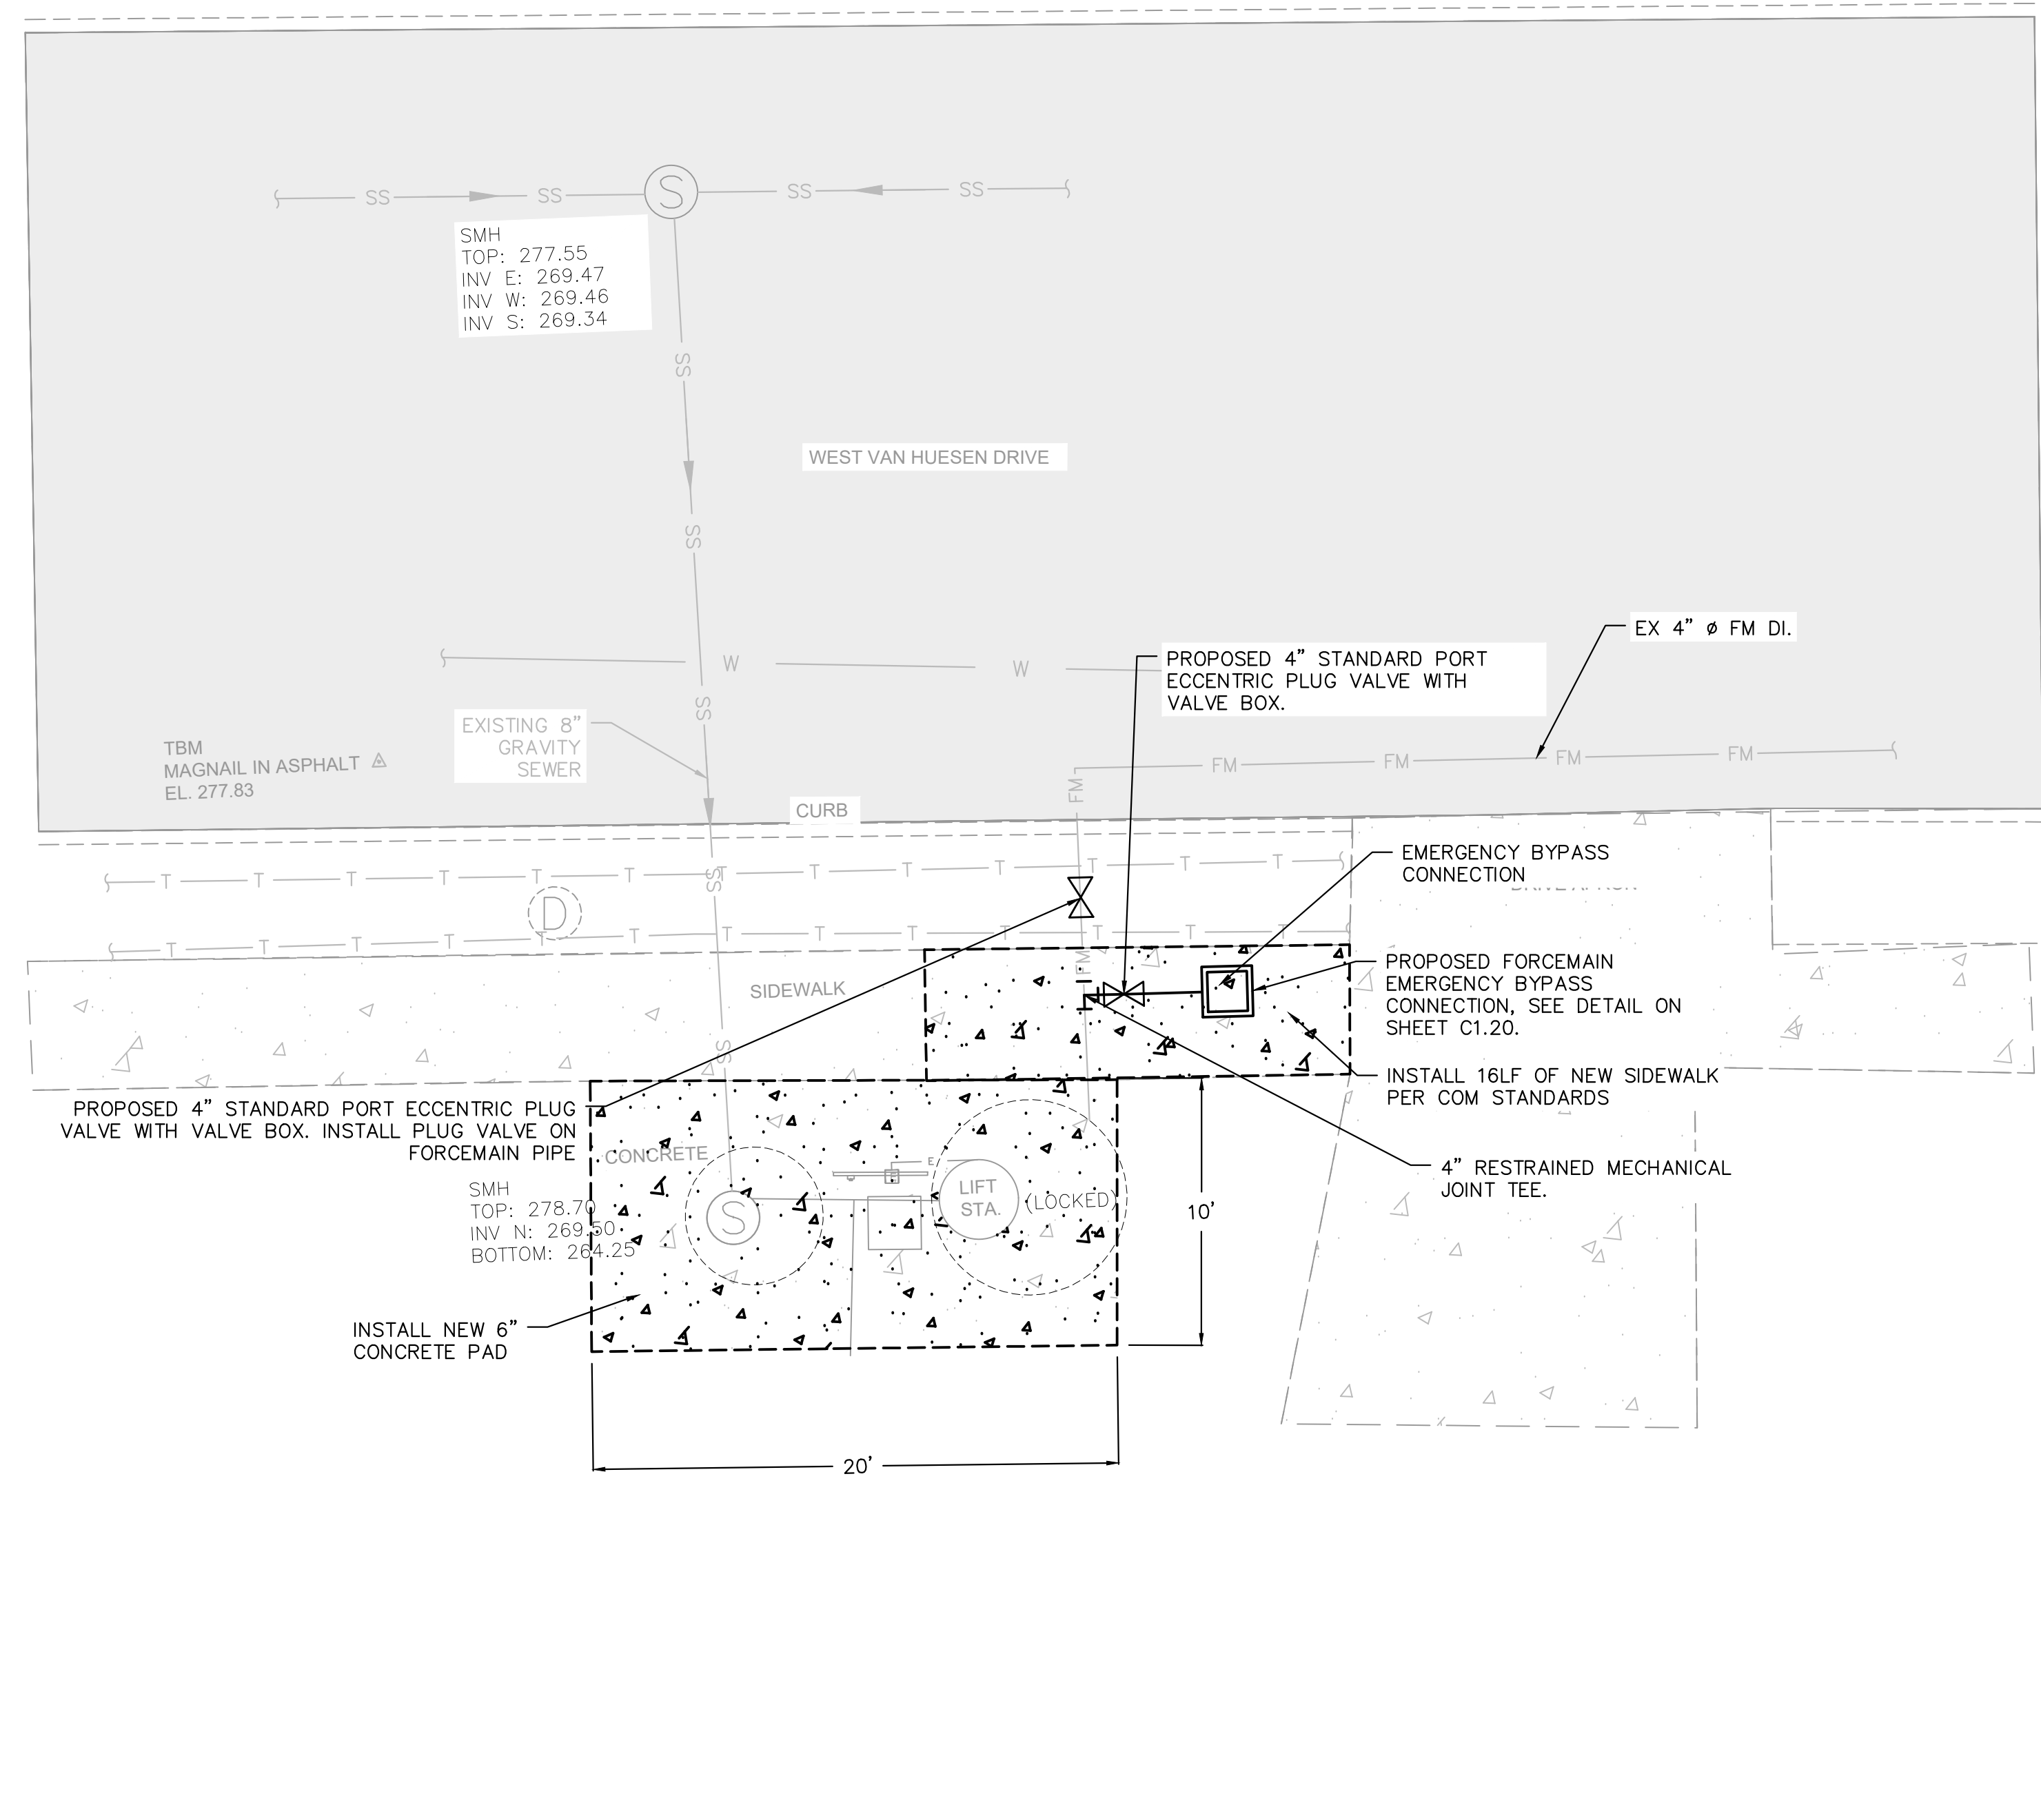 SS
SS
S
SS
SS
SMH
TOP: 277.55
INV E: 269.47
INV W: 269.46
INV S: 269.34
SS
WEST VAN HUESEN DRIVE
SS
EX 4” ø FM DI.
PROPOSED 4” STANDARD PORT
ECCENTRIC PLUG VALVE WITH
VALVE BOX.
W
W
SS
EXISTING 8”
GRAVITY
SEWER
TBM
MAGNAIL IN ASPHALT
EL. 277.83
FM
FM
FM
FM
FM
CURB
EMERGENCY BYPASS
CONNECTION
T T T T T T T T T T T T T
SS
D
T T T T T T T T T T T T
FM
SIDEWALK
PROPOSED FORCEMAIN
EMERGENCY BYPASS
CONNECTION, SEE DETAIL ON
SHEET C1.20.
SS
INSTALL 16LF OF NEW SIDEWALK
PER COM STANDARDS
PROPOSED 4” STANDARD PORT ECCENTRIC PLUG
VALVE WITH VALVE BOX. INSTALL PLUG VALVE ON
FORCEMAIN PIPE
CONCRETE
E
4” RESTRAINED MECHANICAL
JOINT TEE.
SMH
TOP: 278.70
INV N: 269.50
BOTTOM: 264.25
S
LIFT
STA.
(LOCKED)
10’
INSTALL NEW 6”
CONCRETE PAD
20’